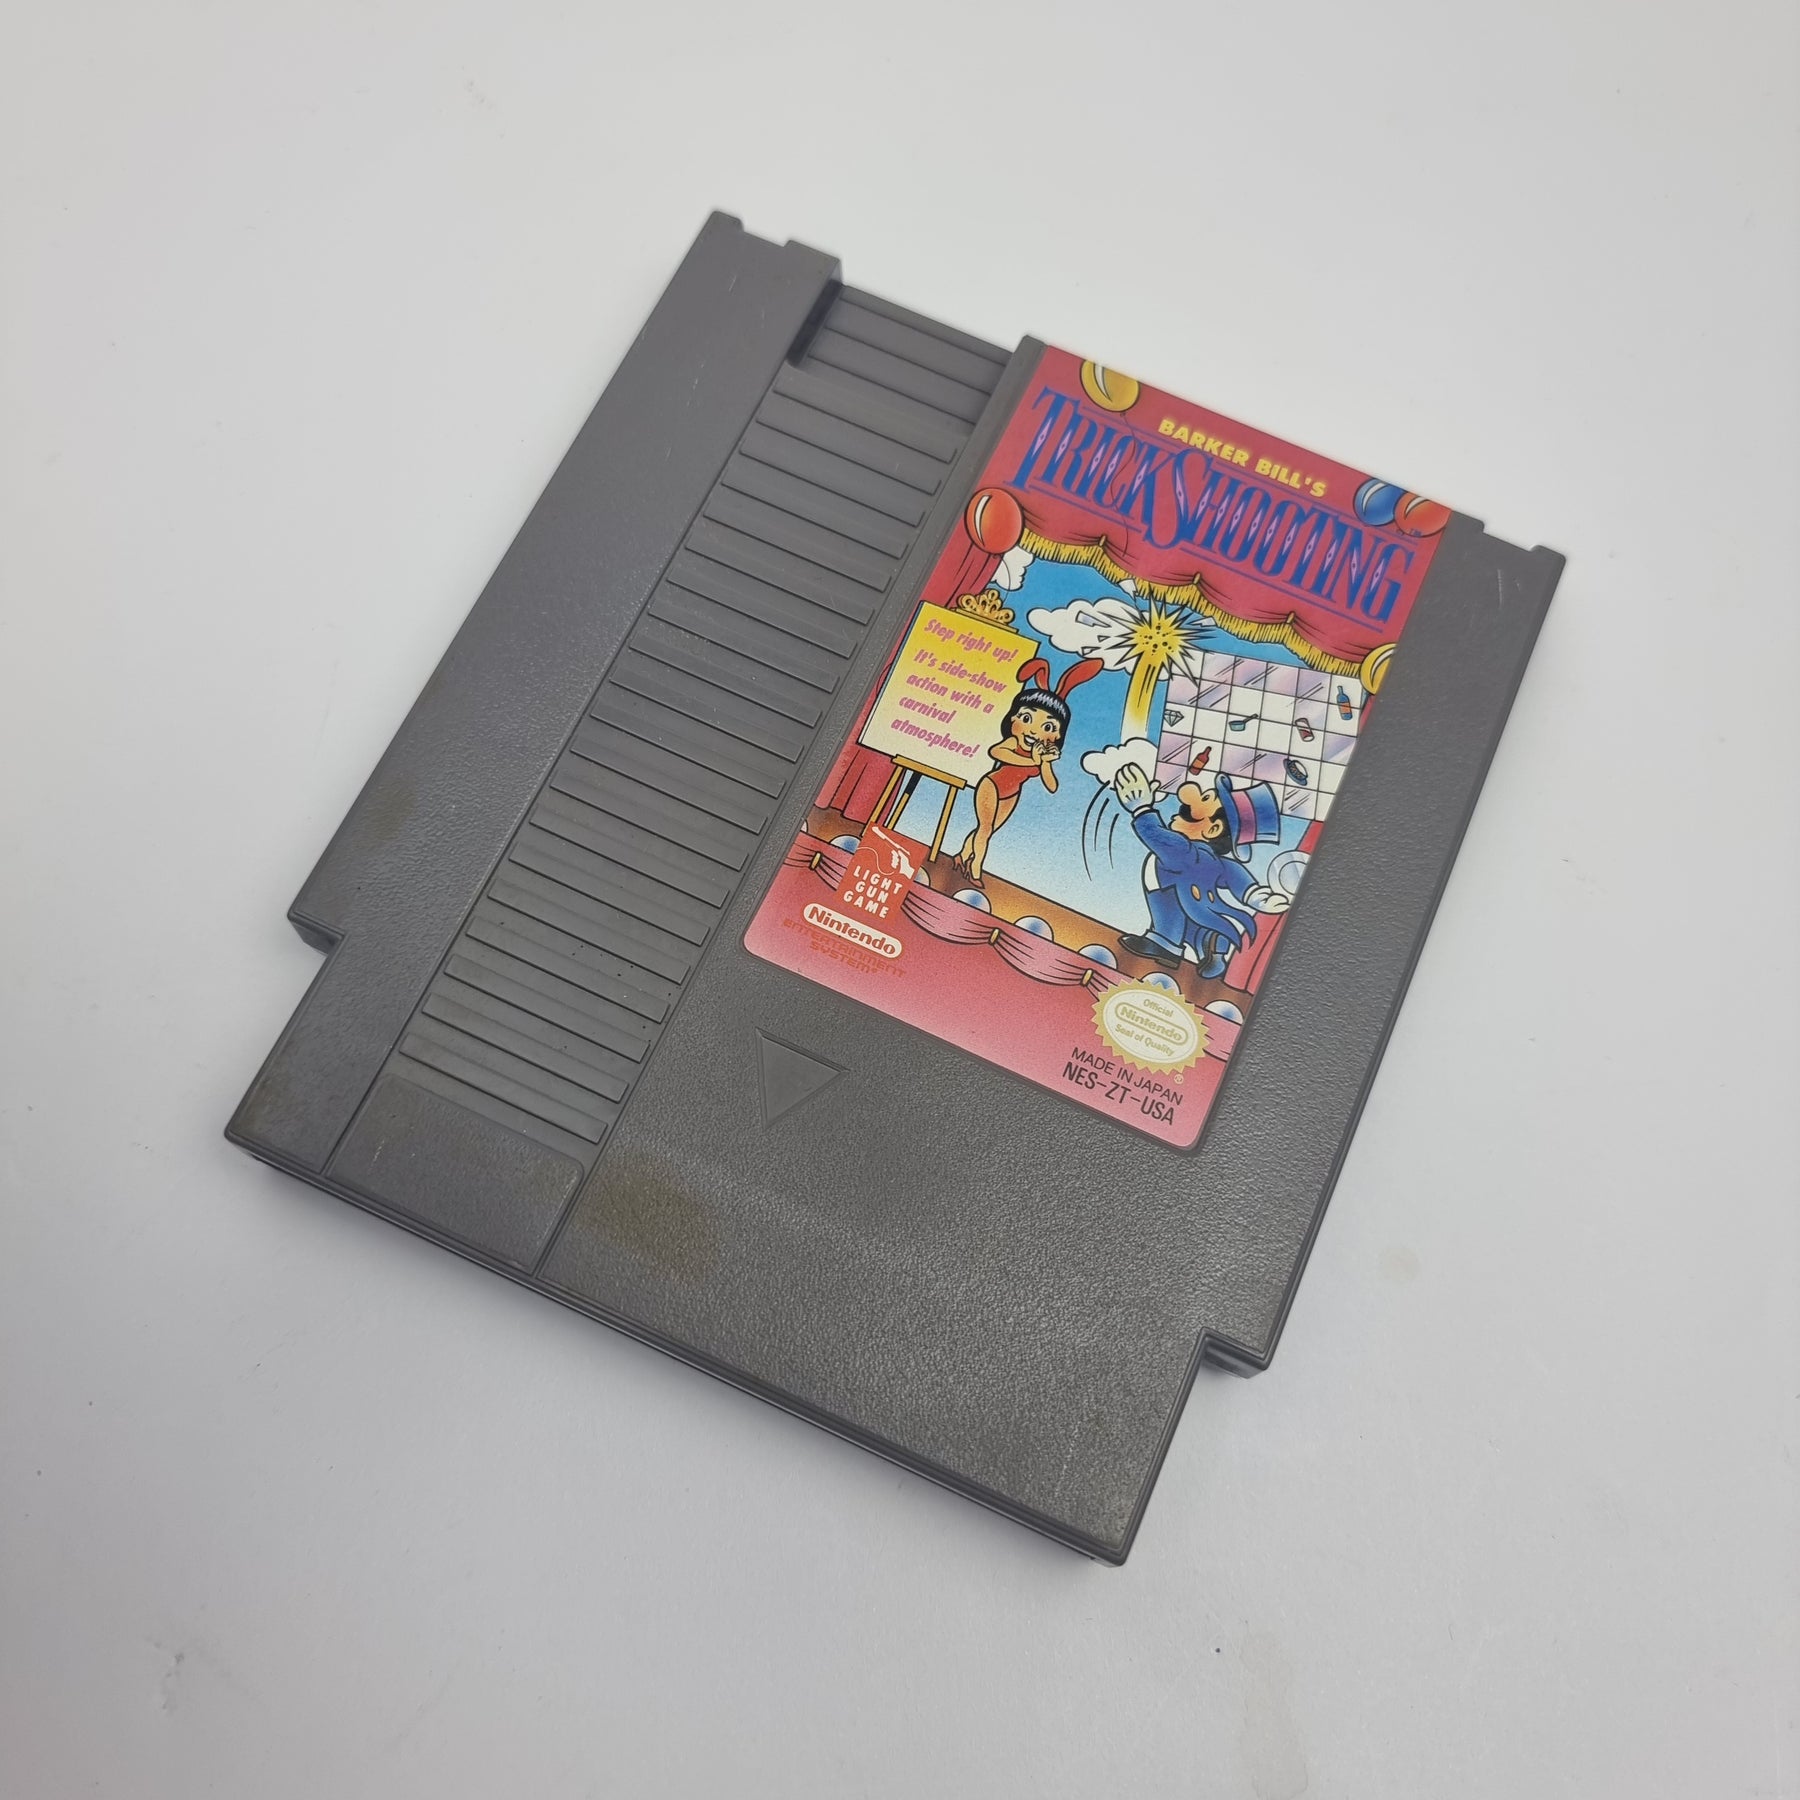 BARKER BILL'S
TRICK SHOOTING™
Step right up!
It's side-show
action with a
carnival
atmosphere!
LIGHT
GUN
GAME
Nintendo
ENTERTAINMENT
SYSTEM®
Official
Nintendo
Seal of Quality
®
MADE IN JAPAN
NES-ZT-USA